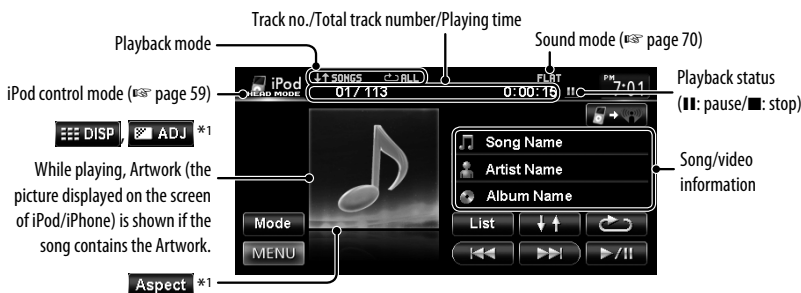 Track no./Total track number/Playing time
Playback mode
Sound mode (☞ page 70)
iPod control mode (☞ page 59)
Playback status
(▮▮: pause/■: stop)
iPod
HEAD MODE
↓↑ SONGS ALL
FLAT
PM 7:01
01/ 113
0:00:15
DISP, ADJ *1
While playing, Artwork (the
picture displayed on the screen
of iPod/iPhone) is shown if the
song contains the Artwork.
Song Name
Artist Name
Album Name
Song/video
information
Mode
List
MENU
Aspect *1